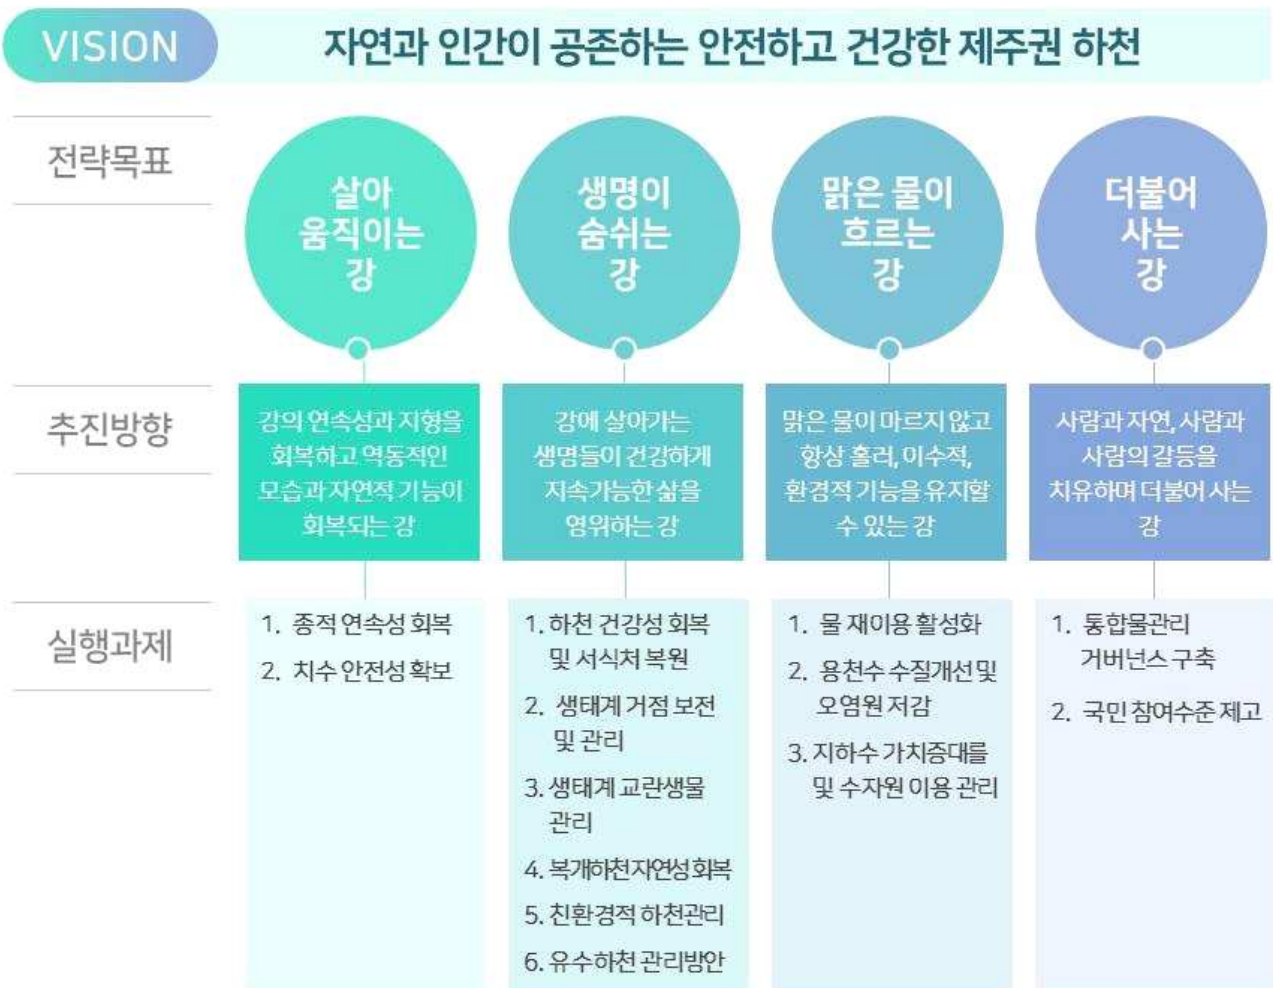 VISION
자연과 인간이 공존하는 안전하고 건강한 제주권 하천
전략목표
살아
움직이는
강
생명이
숨쉬는
강
맑은 물이
흐르는
강
더불어
사는
강
추진방향
강의 연속성과 지형을
회복하고 역동적인
모습과 자연적 기능이
회복되는 강
강에 살아가는
생명들이 건강하게
지속가능한 삶을
영위하는 강
맑은 물이 마르지 않고
항상 흘러, 이수적,
환경적 기능을 유지할
수 있는 강
사람과 자연, 사람과
사람의 갈등을
치유하며 더불어 사는
강
실행과제
1. 종적 연속성 회복
2. 치수 안전성 확보
1. 하천 건강성 회복
및 서식처 복원
2. 생태계 거점 보전
및 관리
3. 생태계 교란생물
관리
4. 복개하천 자연성 회복
5. 친환경적 하천관리
6. 유수하천 관리방안
1. 물 재이용 활성화
2. 용천수 수질개선 및
오염원 저감
3. 지하수 가치증대를
및 수자원 이용 관리
1. 통합물관리
거버넌스 구축
2. 국민 참여수준 제고